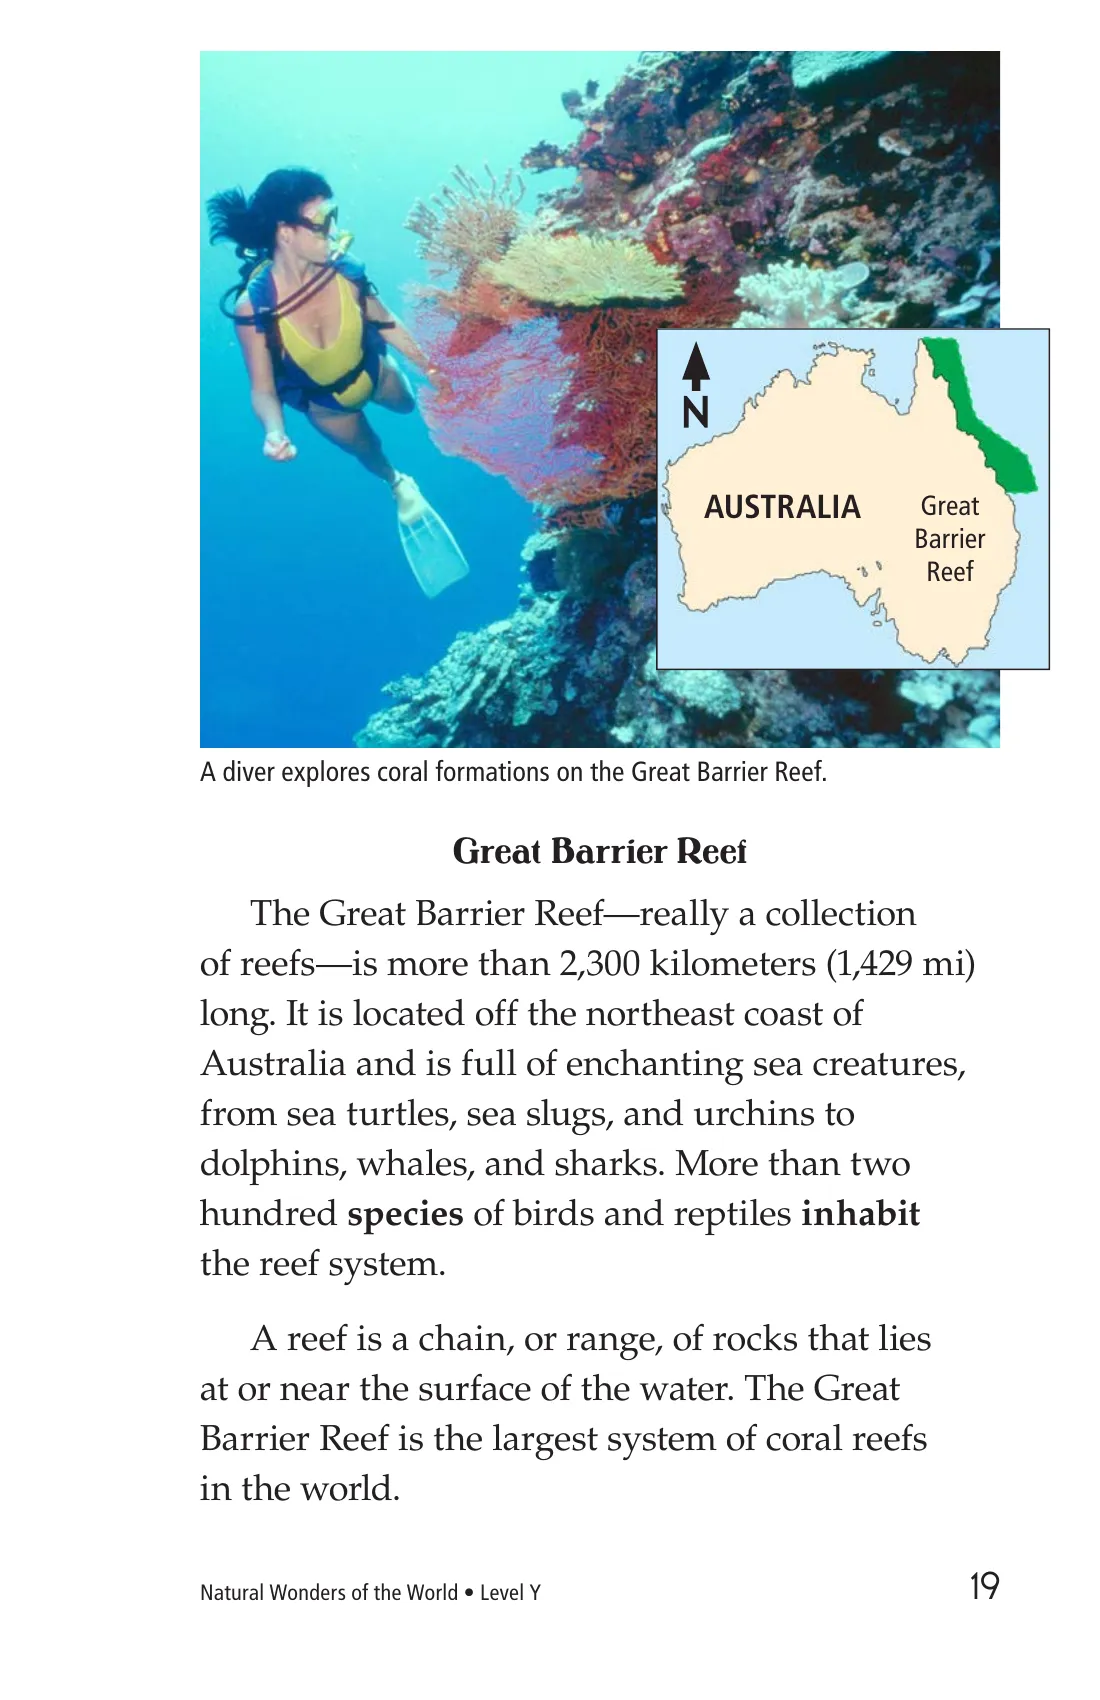 N
AUSTRALIA
Great
Barrier
Reef
A diver explores coral formations on the Great Barrier Reef.
Great Barrier Reef
The Great Barrier Reef—really a collection
of reefs—is more than 2,300 kilometers (1,429 mi)
long. It is located off the northeast coast of
Australia and is full of enchanting sea creatures,
from sea turtles, sea slugs, and urchins to
dolphins, whales, and sharks. More than two
hundred species of birds and reptiles inhabit
the reef system.
A reef is a chain, or range, of rocks that lies
at or near the surface of the water. The Great
Barrier Reef is the largest system of coral reefs
in the world.
Natural Wonders of the World • Level Y
19